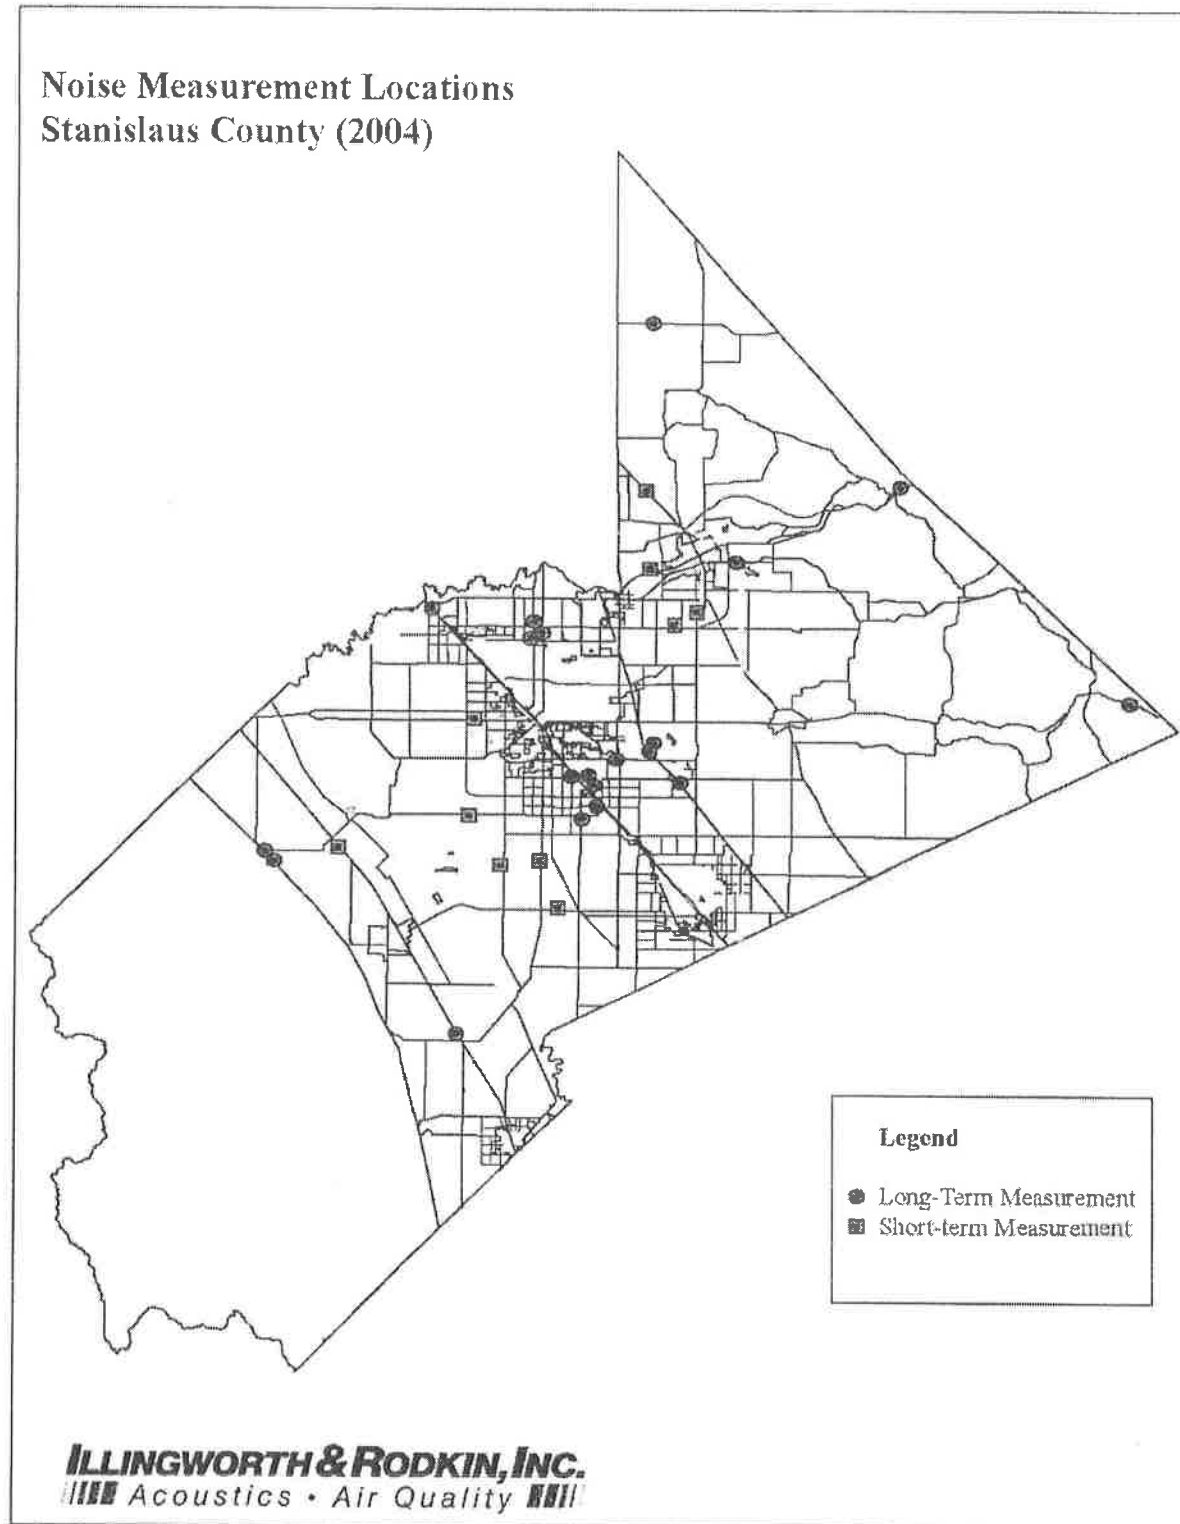 Noise Measurement Locations
Stanislaus County (2004)
Legend
Long-Term Measurement
Short-term Measurement
ILLINGWORTH & RODKIN, INC.
Acoustics • Air Quality